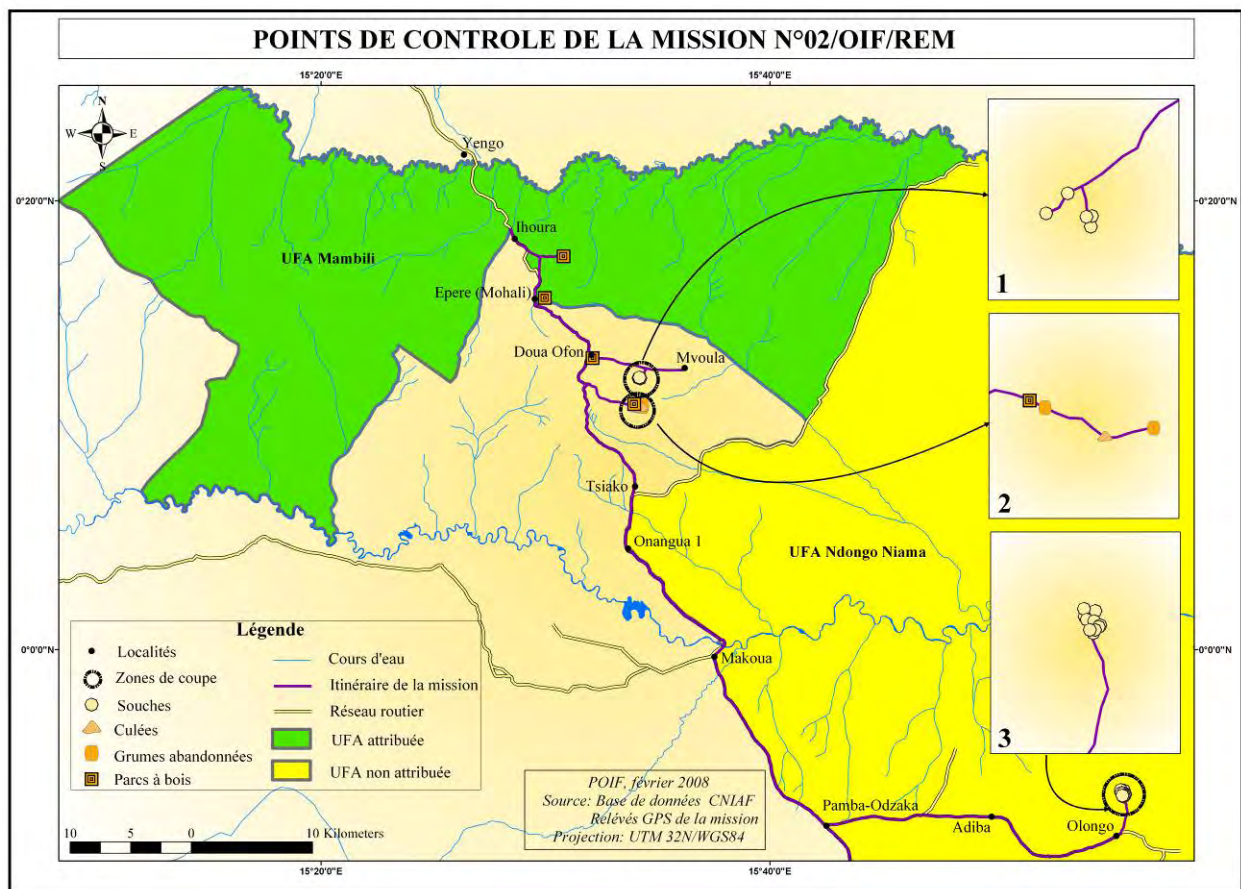 POINTS DE CONTROLE DE LA MISSION N°02/OIF/REM
15°20'0"E
15°40'0"E
N
W
E
S
Yengo
0°20'0"N
0°20'0"N
Ihoura
UFA Mambili
1
Epere (Mohali)
Doua Ofon
Mvoula
2
Tsiako
Onangua 1
UFA Ndongo Niama
3
Légende
Localités
Zones de coupe
Souches
Culées
Grumes abandonnées
Parcs à bois
Cours d'eau
Itinéraire de la mission
Réseau routier
UFA attribuée
UFA non attribuée
0°0'0"N
0°0'0"N
Makoua
POIF, février 2008
Source: Base de données CNIAF
Relévés GPS de la mission
Projection: UTM 32N/WGS84
Pamba-Odzaka
Adiba
Olongo
10 5 0 10 Kilometers
15°20'0"E
15°40'0"E